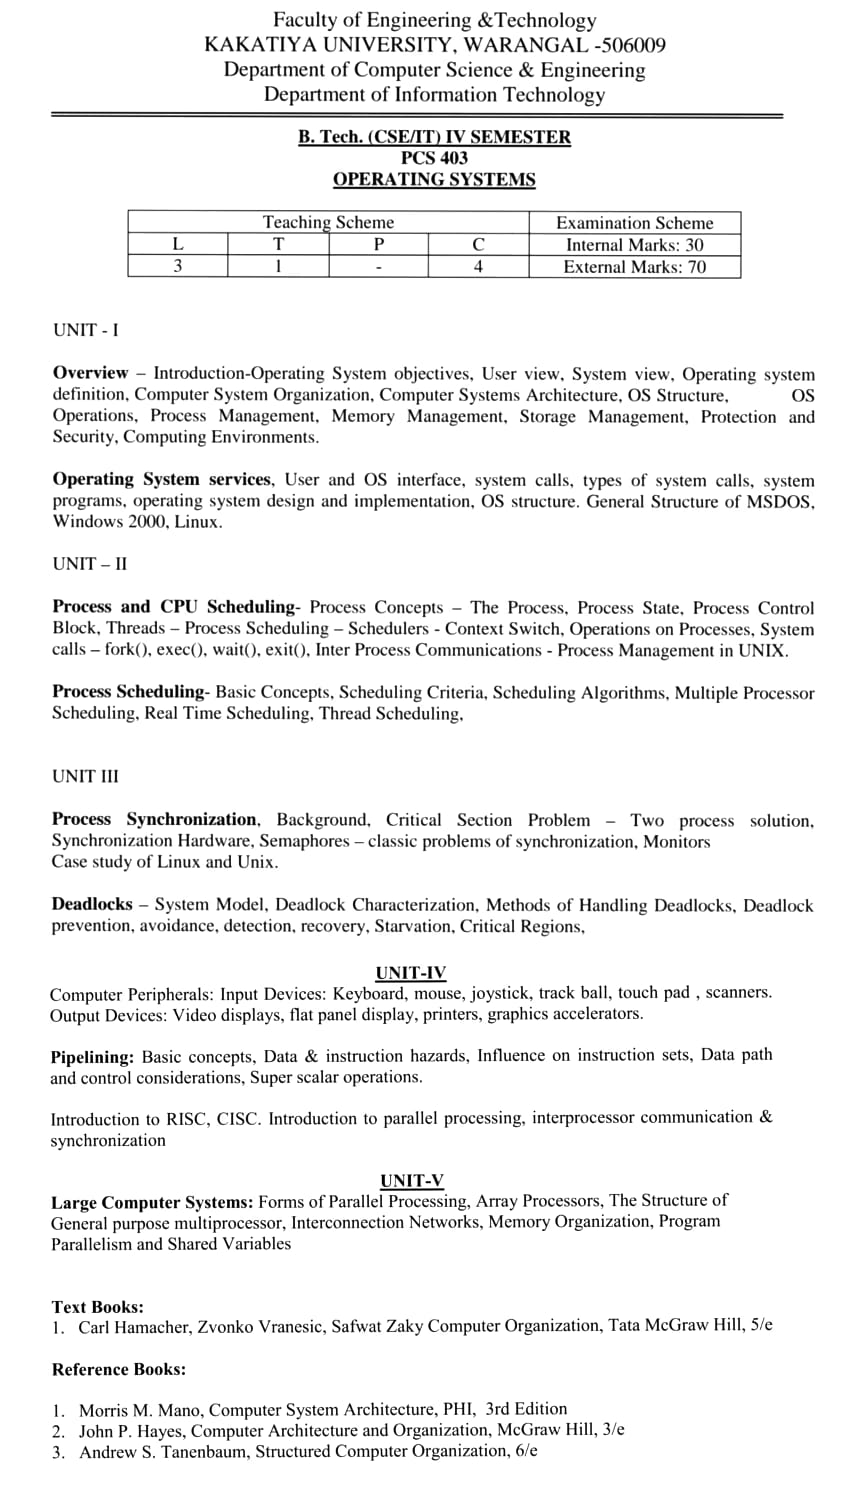 Faculty of Engineering &Technology
KAKATIYA UNIVERSITY, WARANGAL -506009
Department of Computer Science & Engineering
Department of Information Technology
B. Tech. (CSE/IT) IV SEMESTER
PCS 403
OPERATING SYSTEMS
Teaching Scheme Examination Scheme
L T P C Internal Marks: 30
3 1 - 4 External Marks: 70
UNIT - I
Overview – Introduction-Operating System objectives, User view, System view, Operating system
definition, Computer System Organization, Computer Systems Architecture, OS Structure, OS
Operations, Process Management, Memory Management, Storage Management, Protection and
Security, Computing Environments.
Operating System services, User and OS interface, system calls, types of system calls, system
programs, operating system design and implementation, OS structure. General Structure of MSDOS,
Windows 2000, Linux.
UNIT – II
Process and CPU Scheduling- Process Concepts – The Process, Process State, Process Control
Block, Threads – Process Scheduling – Schedulers - Context Switch, Operations on Processes, System
calls – fork(), exec(), wait(), exit(), Inter Process Communications - Process Management in UNIX.
Process Scheduling- Basic Concepts, Scheduling Criteria, Scheduling Algorithms, Multiple Processor
Scheduling, Real Time Scheduling, Thread Scheduling,
UNIT III
Process Synchronization, Background, Critical Section Problem – Two process solution,
Synchronization Hardware, Semaphores – classic problems of synchronization, Monitors
Case study of Linux and Unix.
Deadlocks – System Model, Deadlock Characterization, Methods of Handling Deadlocks, Deadlock
prevention, avoidance, detection, recovery, Starvation, Critical Regions,
UNIT-IV
Computer Peripherals: Input Devices: Keyboard, mouse, joystick, track ball, touch pad , scanners.
Output Devices: Video displays, flat panel display, printers, graphics accelerators.
Pipelining: Basic concepts, Data & instruction hazards, Influence on instruction sets, Data path
and control considerations, Super scalar operations.
Introduction to RISC, CISC. Introduction to parallel processing, interprocessor communication &
synchronization
UNIT-V
Large Computer Systems: Forms of Parallel Processing, Array Processors, The Structure of
General purpose multiprocessor, Interconnection Networks, Memory Organization, Program
Parallelism and Shared Variables
Text Books:
1. Carl Hamacher, Zvonko Vranesic, Safwat Zaky Computer Organization, Tata McGraw Hill, 5/e
Reference Books:
1. Morris M. Mano, Computer System Architecture, PHI, 3rd Edition
2. John P. Hayes, Computer Architecture and Organization, McGraw Hill, 3/e
3. Andrew S. Tanenbaum, Structured Computer Organization, 6/e